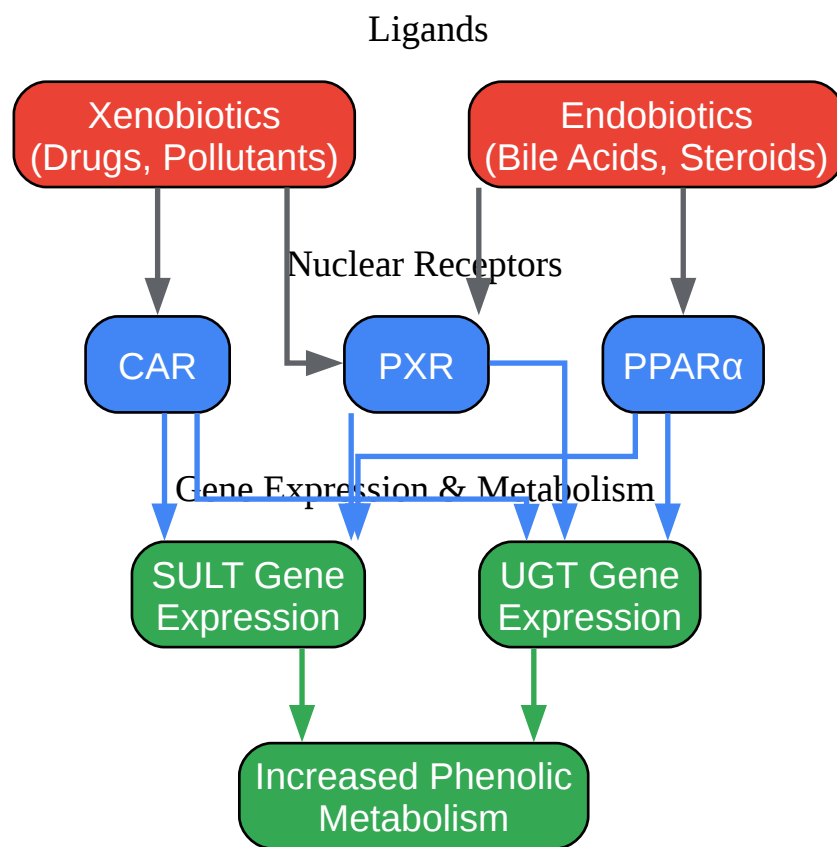 Ligands
Xenobiotics
(Drugs, Pollutants)
Endobiotics
(Bile Acids, Steroids)
Nuclear Receptors
CAR
PXR
PPARα
Gene Expression & Metabolism
SULT Gene
Expression
UGT Gene
Expression
Increased Phenolic
Metabolism